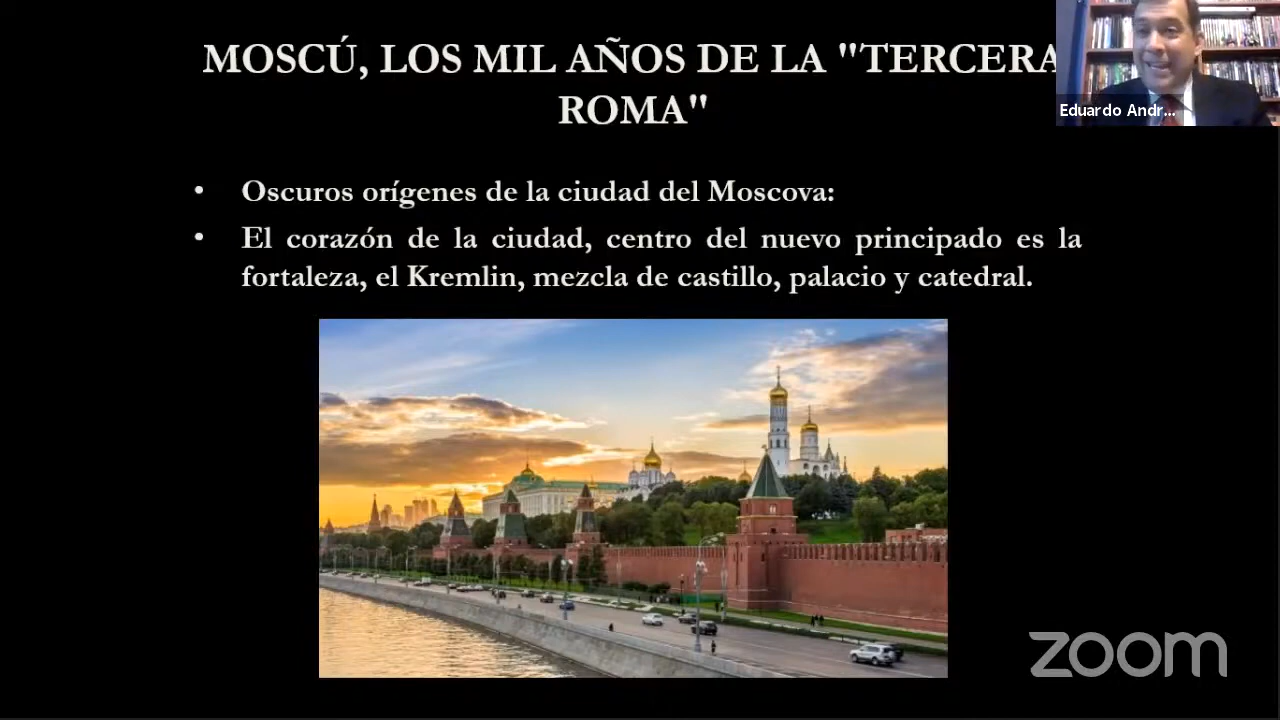 MOSCÚ, LOS MIL AÑOS DE LA "TERCERA
ROMA"
Eduardo Andr...
• Oscuros orígenes de la ciudad del Moscova:
• El corazón de la ciudad, centro del nuevo principado es la
fortaleza, el Kremlin, mezcla de castillo, palacio y catedral.
zoom